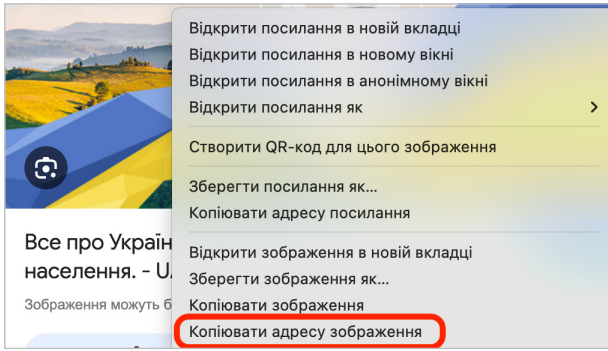 Відкрити посилання в новій вкладці
Відкрити посилання в новому вікні
Відкрити посилання в анонімному вікні
Відкрити посилання як
Створити QR-код для цього зображення
Зберегти посилання як...
Копіювати адресу посилання
Відкрити зображення в новій вкладці
Зберегти зображення як...
Копіювати зображення
Копіювати адресу зображення
Все про Україн
населення. - U
Зображення можуть б